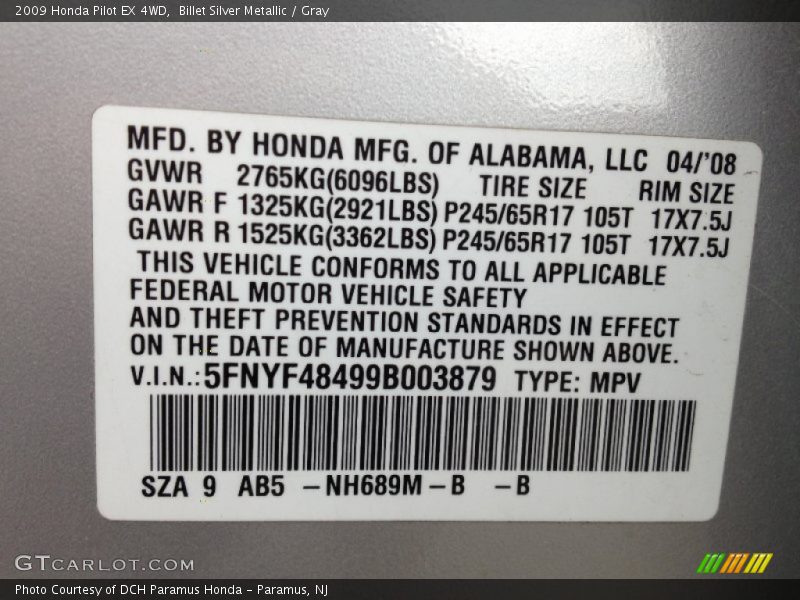 2009 Honda Pilot EX 4WD,  Billet Silver Metallic / Gray
MFD. BY HONDA MFG. OF ALABAMA, LLC 04/'08
GVWR 2765KG(6096LBS) TIRE SIZE RIM SIZE
GAWR F 1325KG(2921LBS) P245/65R17 105T 17X7.5J
GAWR R 1525KG(3362LBS) P245/65R17 105T 17X7.5J
THIS VEHICLE CONFORMS TO ALL APPLICABLE
FEDERAL MOTOR VEHICLE SAFETY
AND THEFT PREVENTION STANDARDS IN EFFECT
ON THE DATE OF MANUFACTURE SHOWN ABOVE.
V.I.N.:5FNYF48499B003879 TYPE: MPV
SZA 9 AB5 –NH689M–B –B
GTCARLOT.COM
Photo Courtesy of DCH Paramus Honda - Paramus, NJ